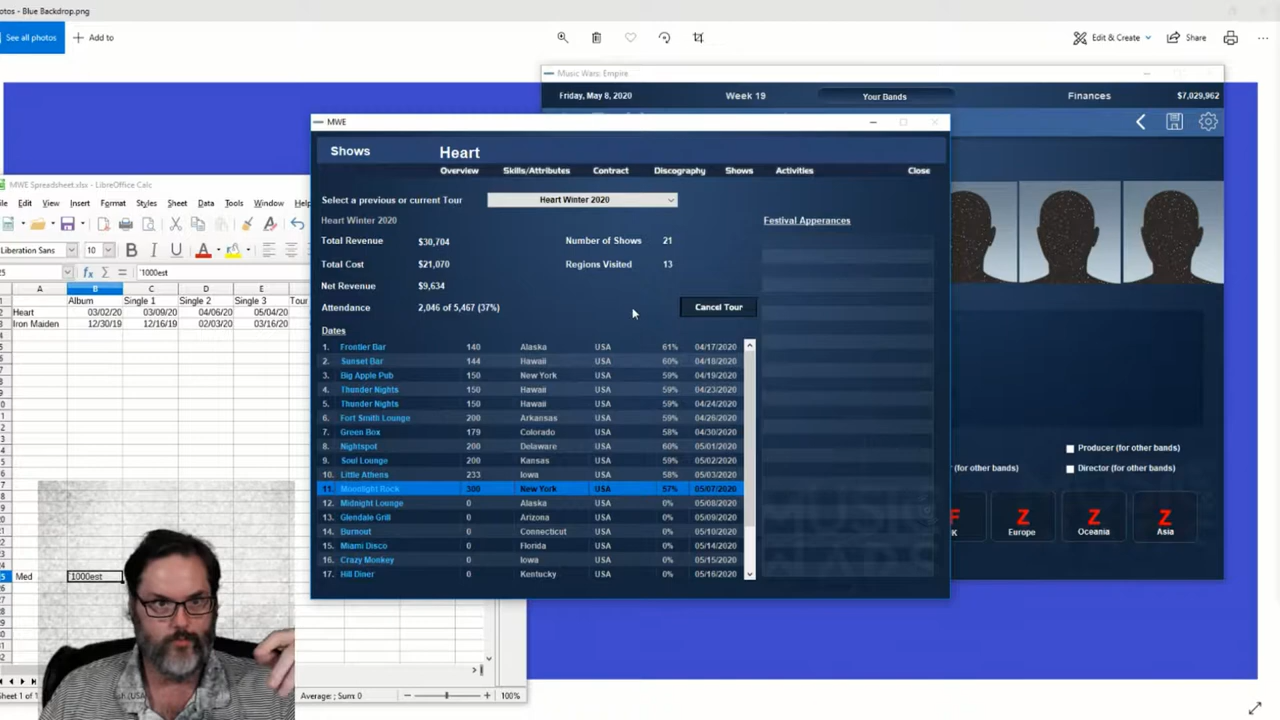 otos - Blue Backdrop.png
See all photos
Add to
Edit & Create
Share
Music Wars: Empire
Friday, May 8, 2020
Week 19
Your Bands
Finances
$7,029,962
MWE
Shows
Heart
Overview
Skills/Attributes
Contract
Discography
Shows
Activities
Close
Select a previous or current Tour
Heart Winter 2020
Heart Winter 2020
Festival Apperances
Total Revenue $30,704
Number of Shows 21
Total Cost $21,070
Regions Visited 13
Net Revenue $9,634
Attendance 2,046 of 5,467 (37%)
Cancel Tour
Dates
1. Frontier Bar 140 Alaska USA 61% 04/17/2020
2. Sunset Bar 144 Hawaii USA 60% 04/18/2020
3. Big Apple Pub 150 New York USA 59% 04/19/2020
4. Thunder Nights 150 Hawaii USA 59% 04/23/2020
5. Thunder Nights 150 Hawaii USA 59% 04/24/2020
6. Fort Smith Lounge 200 Arkansas USA 59% 04/26/2020
7. Green Box 179 Colorado USA 58% 04/30/2020
8. Nightspot 200 Delaware USA 60% 05/01/2020
9. Soul Lounge 200 Kansas USA 59% 05/02/2020
10. Little Athens 233 Iowa USA 58% 05/03/2020
11. Moonlight Rock 300 New York USA 57% 05/07/2020
12. Midnight Lounge 0 Alaska USA 0% 05/08/2020
13. Glendale Grill 0 Arizona USA 0% 05/09/2020
14. Burnout 0 Connecticut USA 0% 05/10/2020
15. Miami Disco 0 Florida USA 0% 05/14/2020
16. Crazy Monkey 0 Iowa USA 0% 05/15/2020
17. Hill Diner 0 Kentucky USA 0% 05/16/2020
Producer (for other bands)
(for other bands)
Director (for other bands)
K
Europe
Oceania
Asia
MWE Spreadsheet.xlsx - LibreOffice Calc
Edit View Insert Format Styles Sheet Data Tools Window
Liberation Sans 10
'1000est
A B C D E
Album Single 1 Single 2 Single 3 Tour
Heart 03/02/20 03/09/20 04/06/20 05/04/20
Iron Maiden 12/30/19 12/16/19 02/03/20 03/16/20
Med '1000est
Sheet 1 of 1
Average: ; Sum: 0
100%